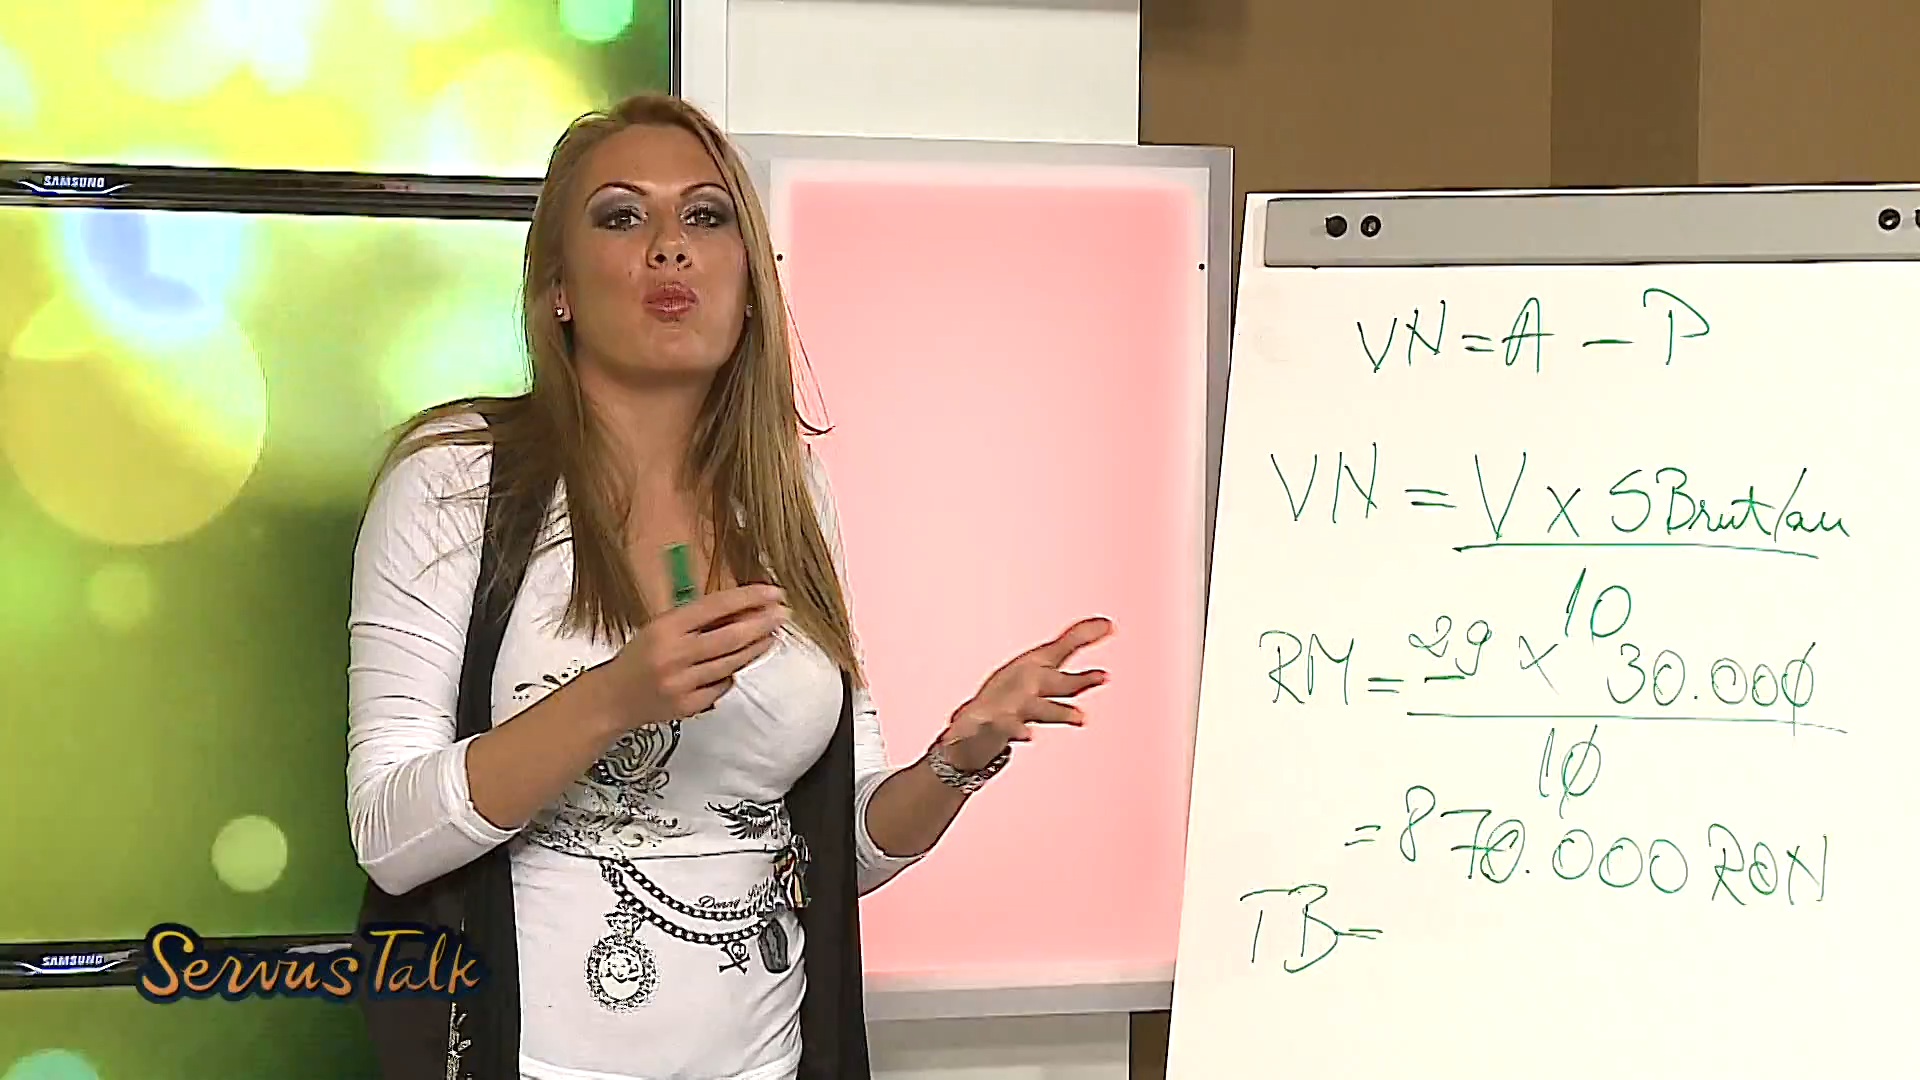 SAMSUNG
SAMSUNG
Servus Talk
VN = A - P
VN = V x SBrut/an
10
RM = 29 x 30.000
10
= 870.000 RON
TB =